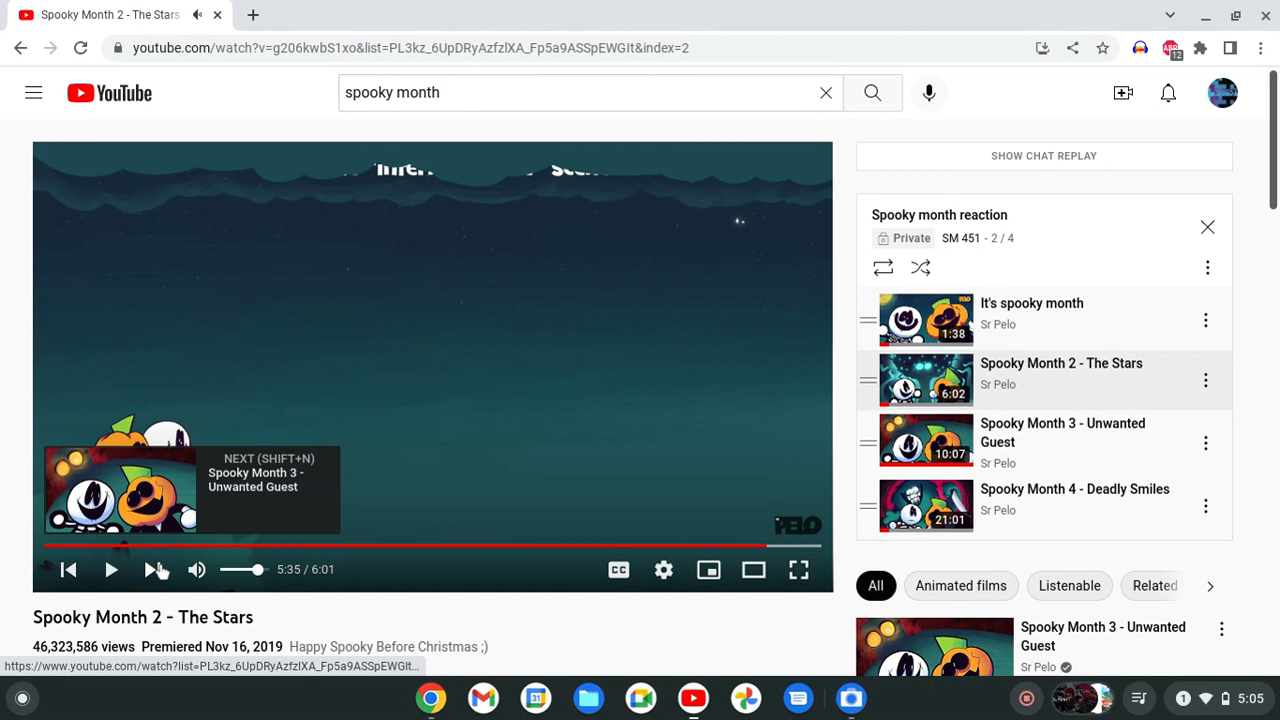 Spooky Month 2 - The Stars
youtube.com/watch?v=g206kwbS1xo&list=PL3kz_6UpDRyAzfzlXA_Fp5a9ASSpEWGIt&index=2
ABP
12
YouTube
spooky month
SHOW CHAT REPLAY
Spooky month reaction
Private SM 451 - 2 / 4
It's spooky month
Sr Pelo
1:38
Spooky Month 2 - The Stars
Sr Pelo
6:02
Spooky Month 3 - Unwanted
Guest
Sr Pelo
10:07
Spooky Month 4 - Deadly Smiles
Sr Pelo
21:01
NEXT (SHIFT+N)
Spooky Month 3 -
Unwanted Guest
PELO
5:35 / 6:01
CC
All Animated films Listenable Related
Spooky Month 2 - The Stars
46,323,586 views Premiered Nov 16, 2019 Happy Spooky Before Christmas ;)
Spooky Month 3 - Unwanted
Guest
Sr Pelo
https://www.youtube.com/watch?list=PL3kz_6UpDRyAzfzlXA_Fp5a9ASSpEWGIt...
31
1
5:05